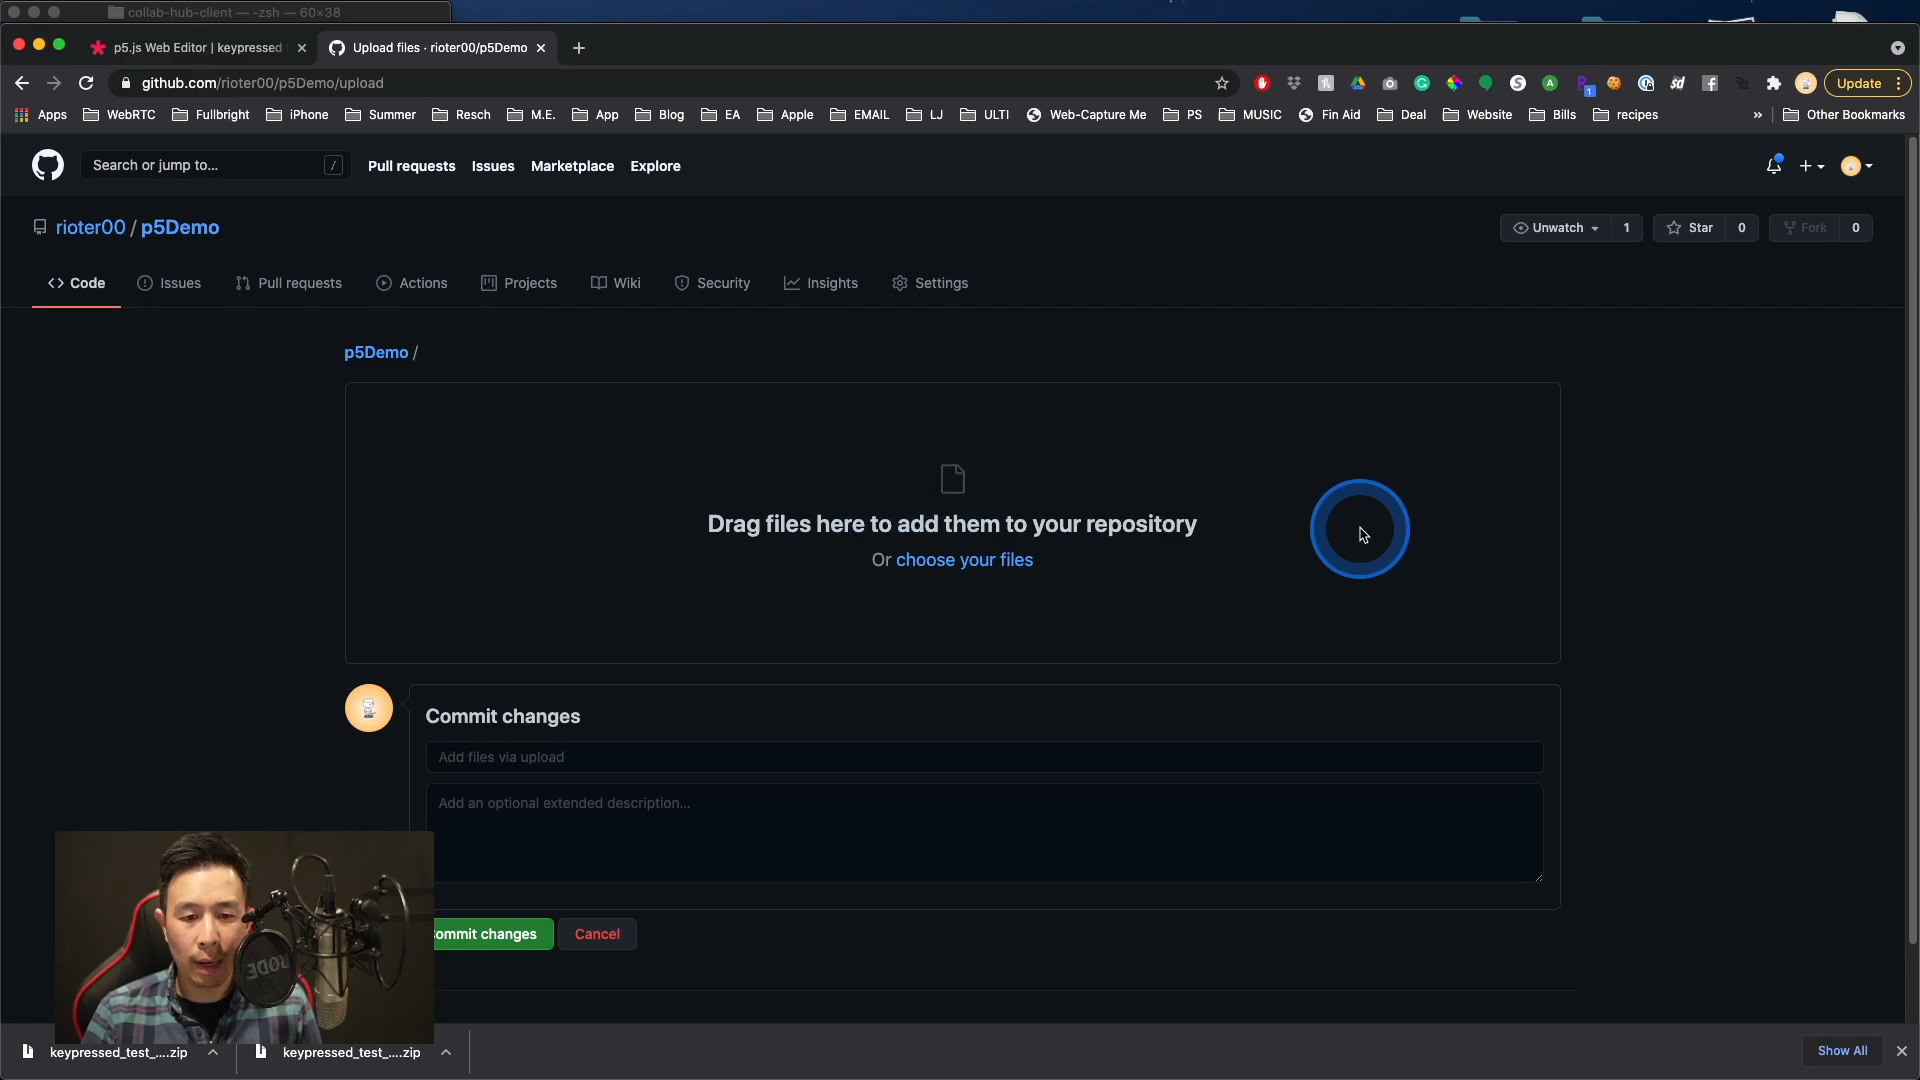 collab-hub-client — -zsh — 60×38
p5.js Web Editor | keypressed
Upload files · rioter00/p5Demo
github.com/rioter00/p5Demo/upload
1
Update
Apps
WebRTC
Fullbright
iPhone
Summer
Resch
M.E.
App
Blog
EA
Apple
EMAIL
LJ
ULTI
Web-Capture Me
PS
MUSIC
Fin Aid
Deal
Website
Bills
recipes
»
Other Bookmarks
Search or jump to...
/
Pull requests
Issues
Marketplace
Explore
rioter00 / p5Demo
Unwatch
1
Star
0
Fork
0
Code
Issues
Pull requests
Actions
Projects
Wiki
Security
Insights
Settings
p5Demo /
Drag files here to add them to your repository
Or choose your files
Commit changes
Add files via upload
Add an optional extended description...
ommit changes
Cancel
RODE
keypressed_test_....zip
keypressed_test_....zip
Show All